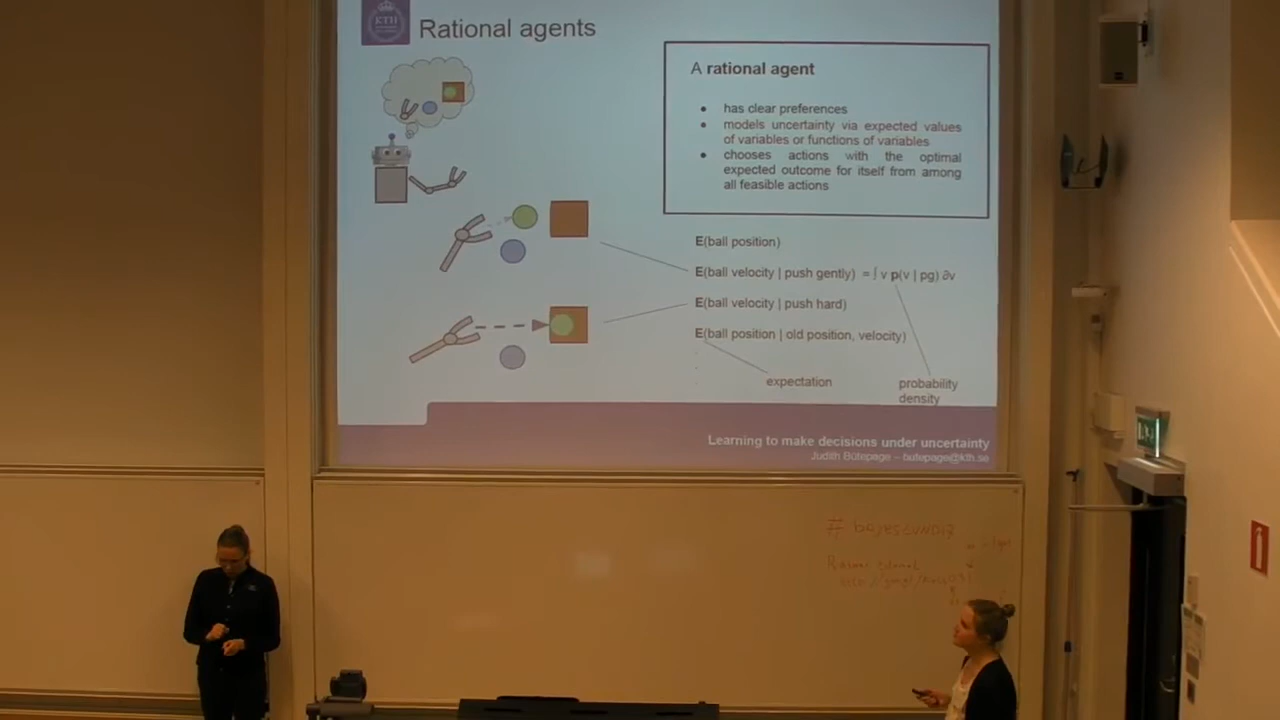 KTH
Rational agents
A rational agent
● has clear preferences
● models uncertainty via expected values
of variables or functions of variables
● chooses actions with the optimal
expected outcome for itself from among
all feasible actions
E(ball position)
E(ball velocity | push gently) = ∫ v p(v | pg) ∂v
E(ball velocity | push hard)
E(ball position | old position, velocity)
expectation
probability
density
Learning to make decisions under uncertainty
Judith Bütepage – butepage@kth.se